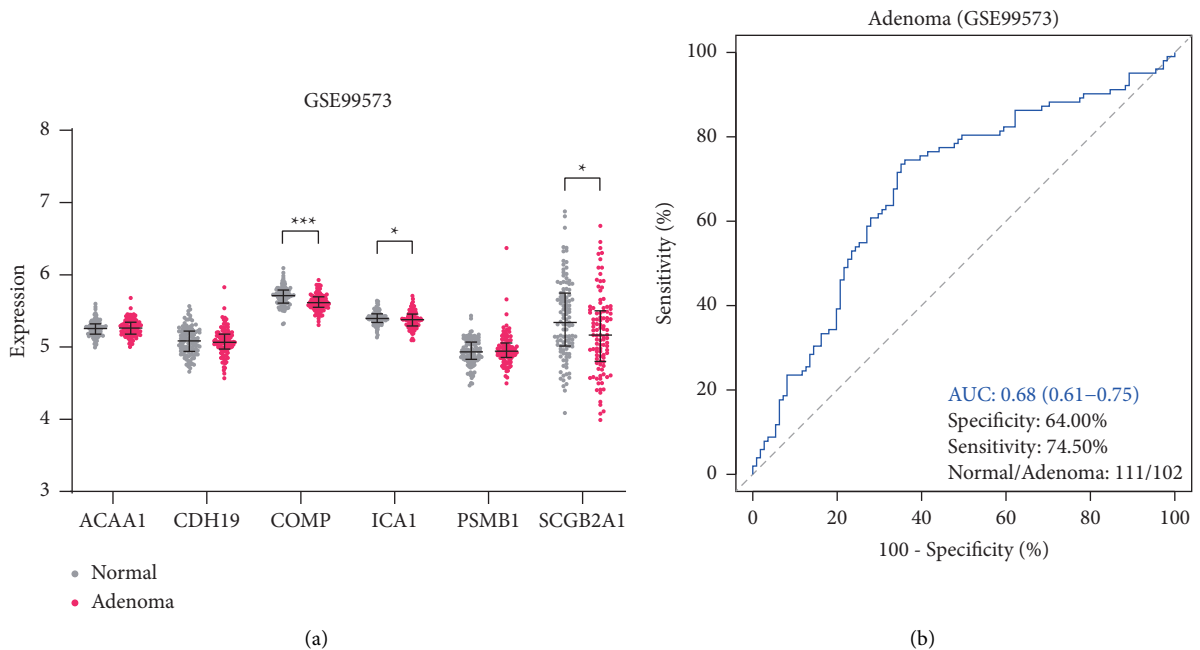 GSE99573
8
7
6
5
4
3
Expression
***
*
*
ACAA1 CDH19 COMP ICA1 PSMB1 SCGB2A1
Normal
Adenoma
(a)
Adenoma (GSE99573)
100
80
60
40
20
0
Sensitivity (%)
AUC: 0.68 (0.61–0.75)
Specificity: 64.00%
Sensitivity: 74.50%
Normal/Adenoma: 111/102
0 20 40 60 80 100
100 - Specificity (%)
(b)